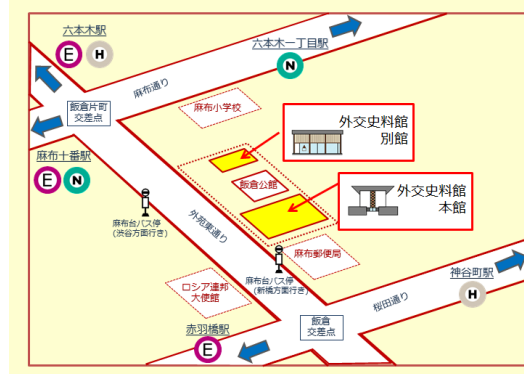 六本木駅
E H
六本木一丁目駅
N
麻布通り
飯倉片町
交差点
麻布小学校
外交史料館
別館
麻布十番駅
E N
飯倉公館
外交史料館
本館
麻布台バス停
(渋谷方面行き)
外苑東通り
麻布郵便局
神谷町駅
H
ロシア連邦
大使館
麻布台バス停
(新橋方面行き)
桜田通り
飯倉
交差点
赤羽橋駅
E